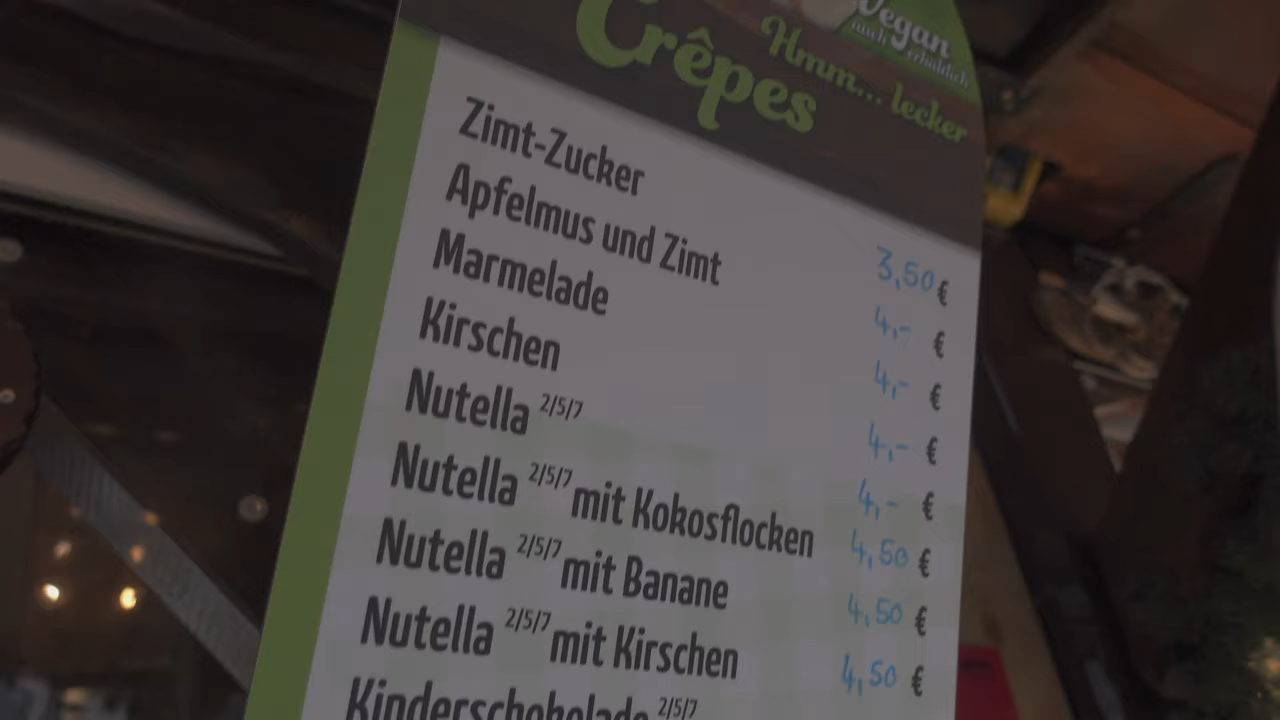 Vegan
auch erhältlich
Crêpes
Hmm... lecker
Zimt-Zucker 3,50 €
Apfelmus und Zimt 4,- €
Marmelade 4,- €
Kirschen 4,- €
Nutella 2/5/7 4,- €
Nutella 2/5/7 mit Kokosflocken 4,50 €
Nutella 2/5/7 mit Banane 4,50 €
Nutella 2/5/7 mit Kirschen 4,50 €
Kinderschokolade 2/5/7